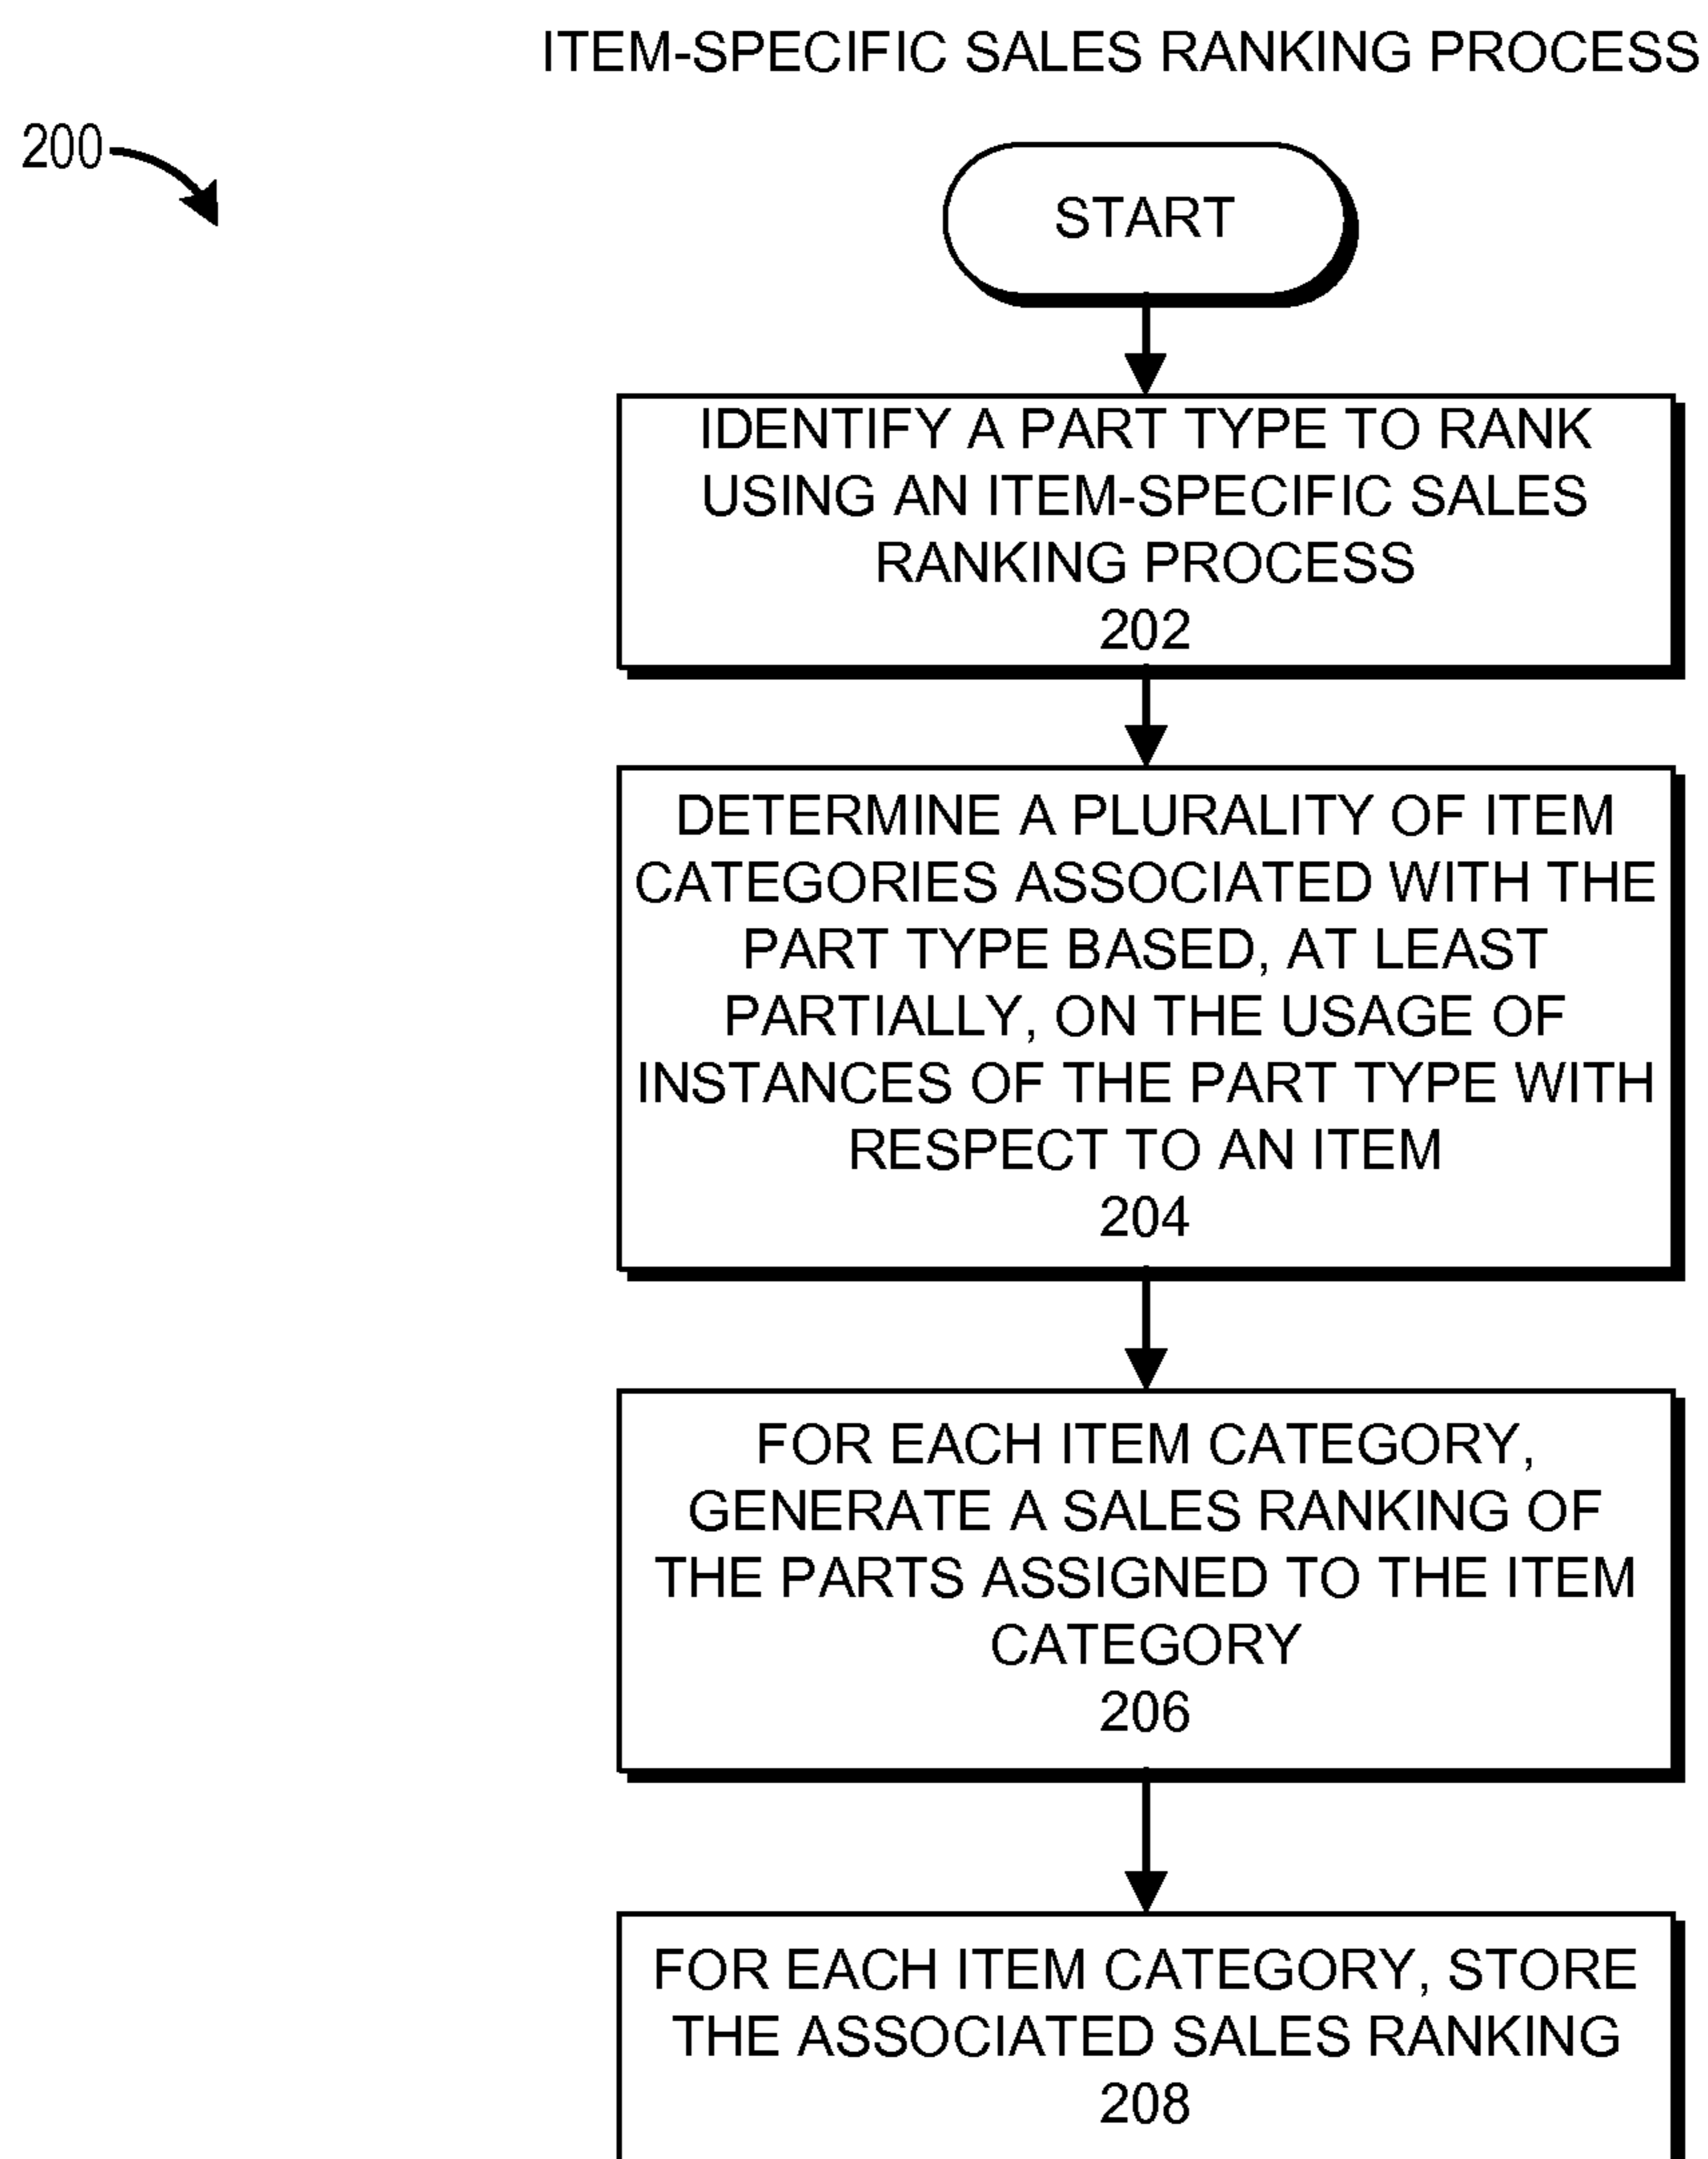 ITEM-SPECIFIC SALES RANKING PROCESS
200
START
IDENTIFY A PART TYPE TO RANK
USING AN ITEM-SPECIFIC SALES
RANKING PROCESS
202
DETERMINE A PLURALITY OF ITEM
CATEGORIES ASSOCIATED WITH THE
PART TYPE BASED, AT LEAST
PARTIALLY, ON THE USAGE OF
INSTANCES OF THE PART TYPE WITH
RESPECT TO AN ITEM
204
FOR EACH ITEM CATEGORY,
GENERATE A SALES RANKING OF
THE PARTS ASSIGNED TO THE ITEM
CATEGORY
206
FOR EACH ITEM CATEGORY, STORE
THE ASSOCIATED SALES RANKING
208